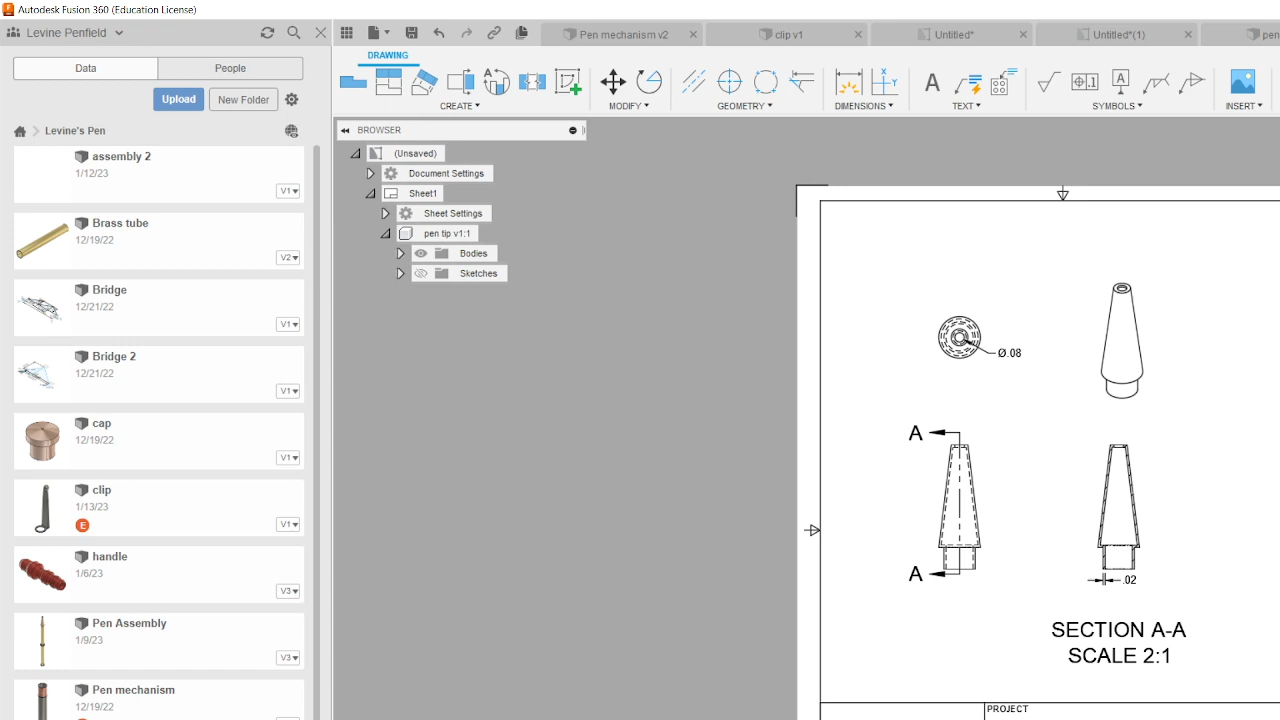 Autodesk Fusion 360 (Education License)
Levine Penfield
Data
People
Upload
New Folder
Levine's Pen
assembly 2
1/12/23
V1
Brass tube
12/19/22
V2
Bridge
12/21/22
V1
Bridge 2
12/21/22
V1
cap
12/19/22
V1
clip
1/13/23
E
V1
handle
1/6/23
V3
Pen Assembly
1/9/23
V3
Pen mechanism
12/19/22
Pen mechanism v2
clip v1
Untitled*
Untitled*(1)
pen
DRAWING
CREATE
MODIFY
GEOMETRY
DIMENSIONS
TEXT
SYMBOLS
INSERT
BROWSER
(Unsaved)
Document Settings
Sheet1
Sheet Settings
pen tip v1:1
Bodies
Sketches
Ø.08
A
A
.02
SECTION A-A
SCALE 2:1
PROJECT